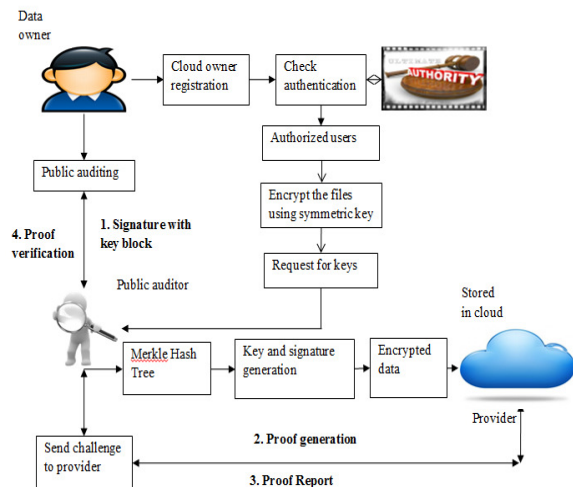 Data
owner
Cloud owner
registration
Check
authentication
ULTIMATE
AUTHORITY
Authorized users
Public auditing
Encrypt the files
using symmetric key
4. Proof
verification
1. Signature with
key block
Request for keys
Public auditor
Stored
in cloud
Merkle Hash
Tree
Key and signature
generation
Encrypted
data
Provider
Send challenge
to provider
2. Proof generation
3. Proof Report